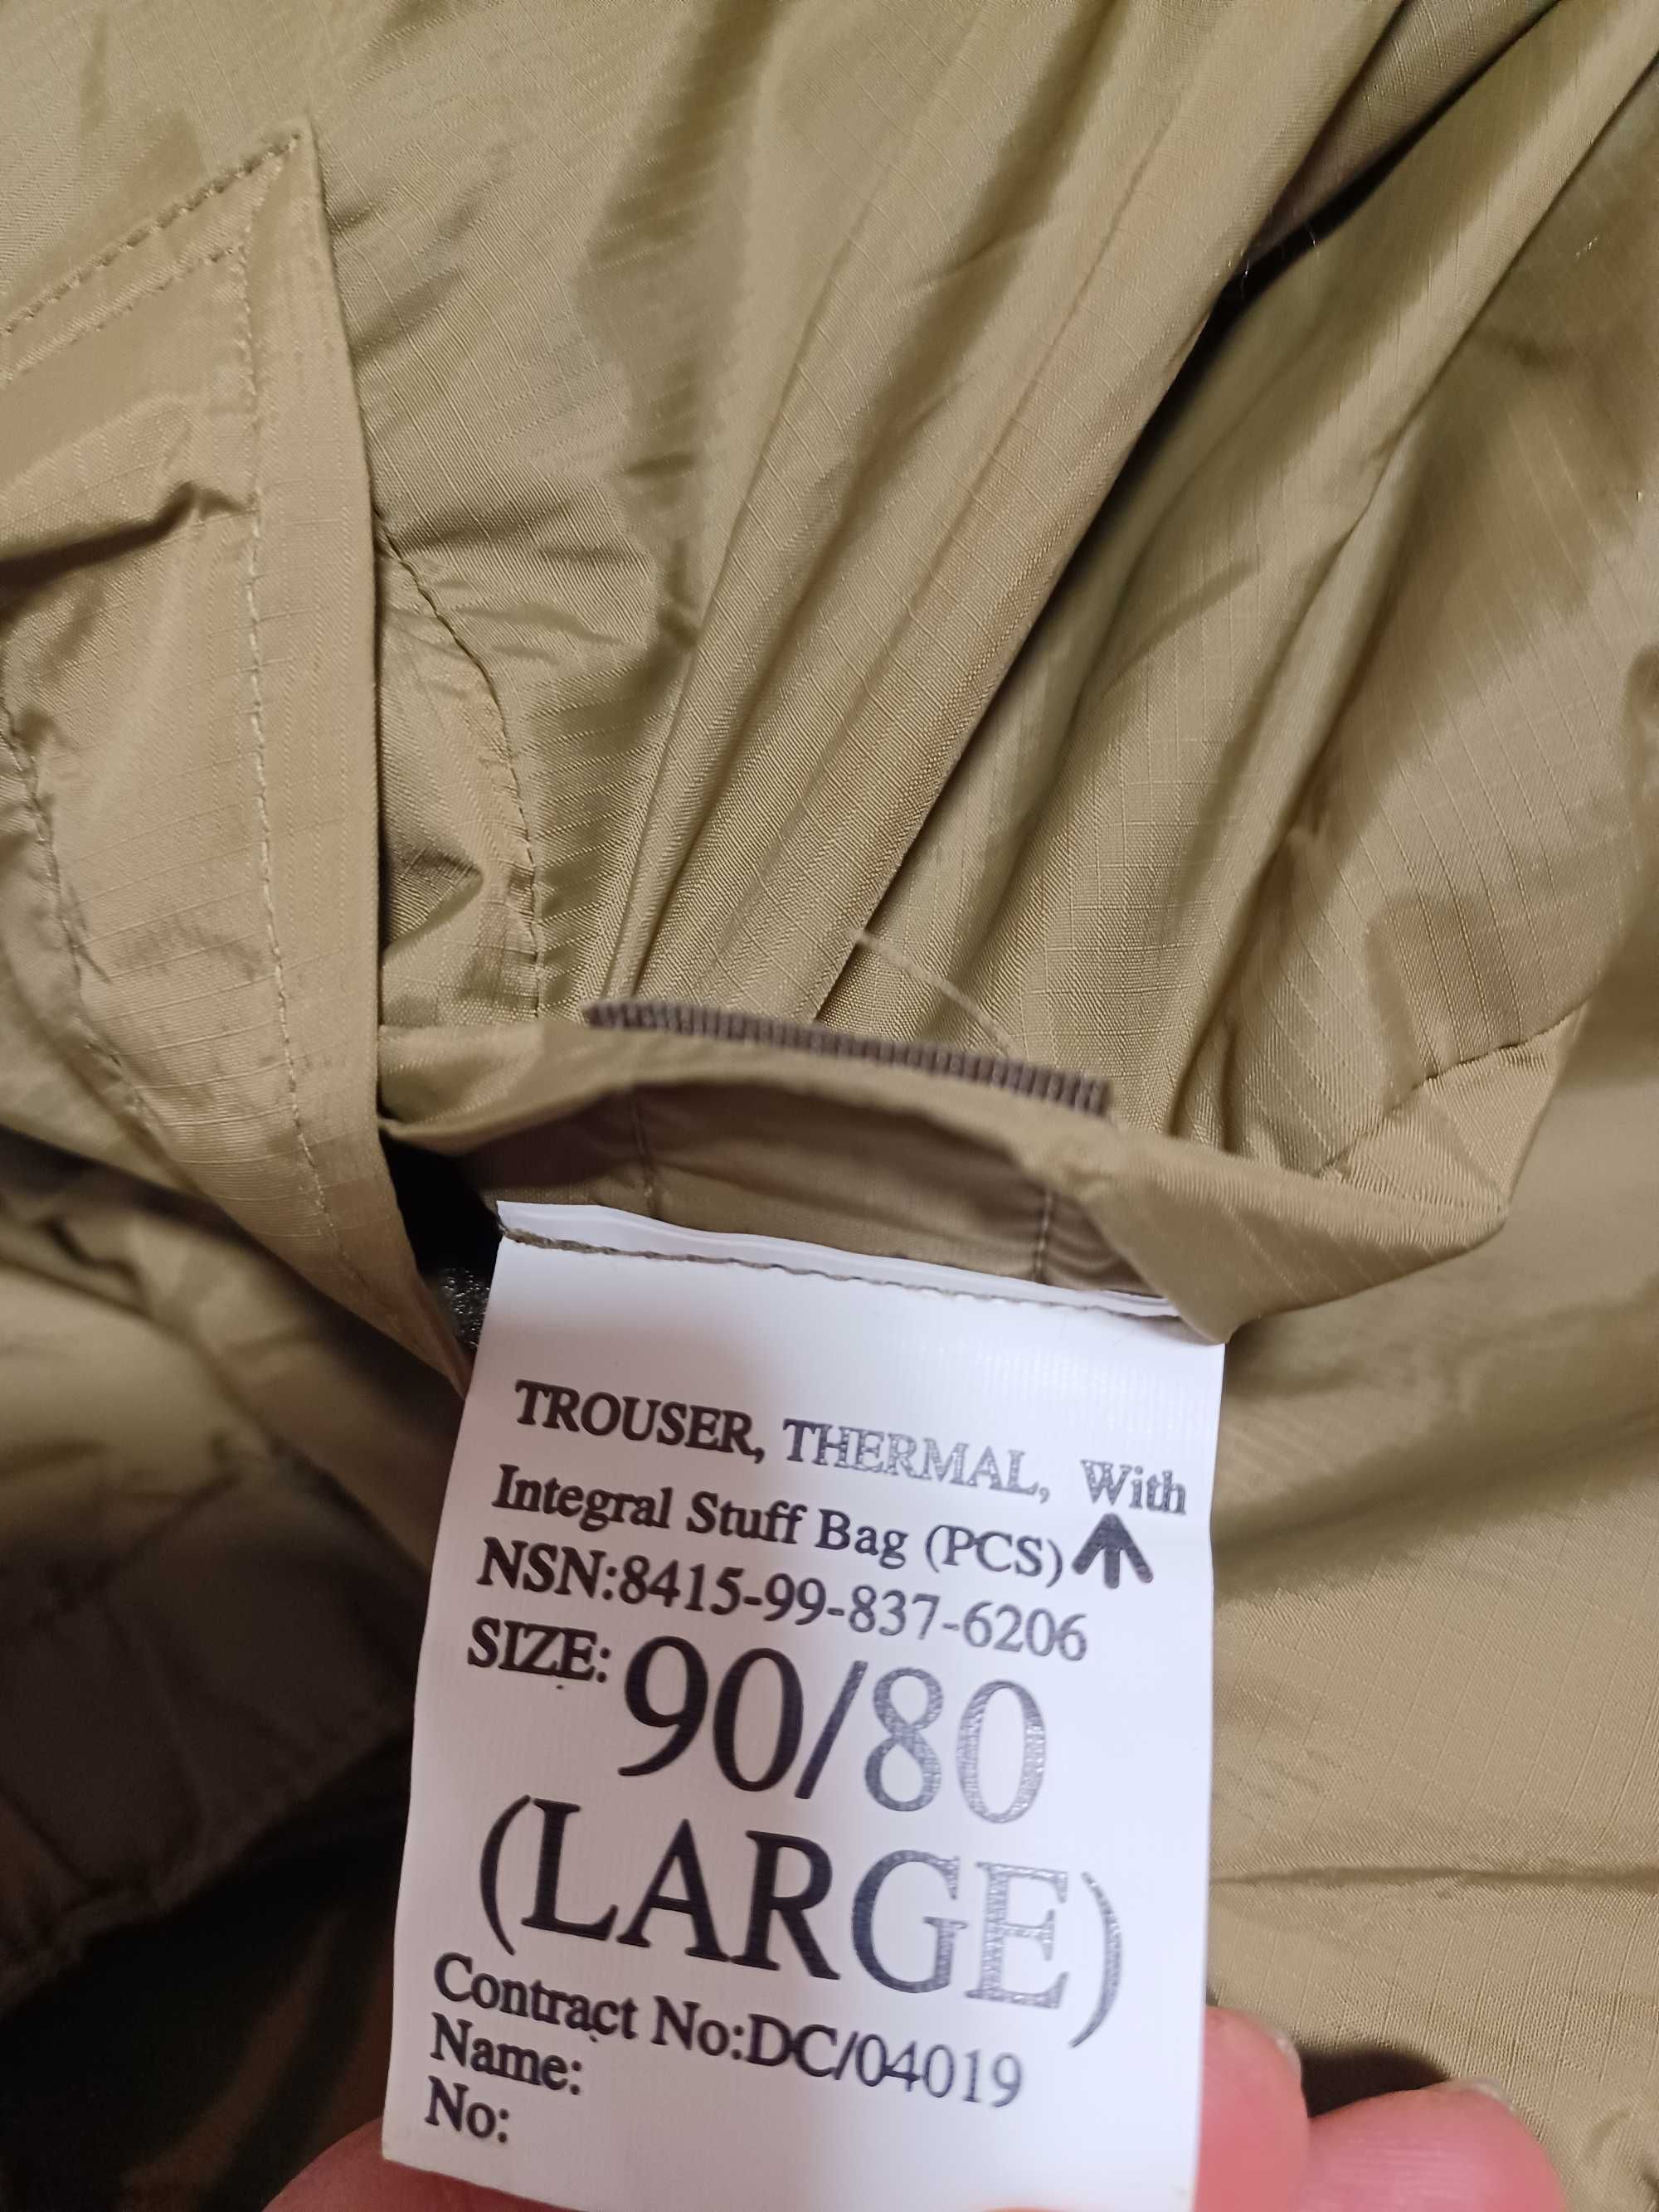 TROUSER, THERMAL, With
Integral Stuff Bag (PCS)
NSN:8415-99-837-6206
SIZE: 90/80
(LARGE)
Contract No:DC/04019
Name:
No: